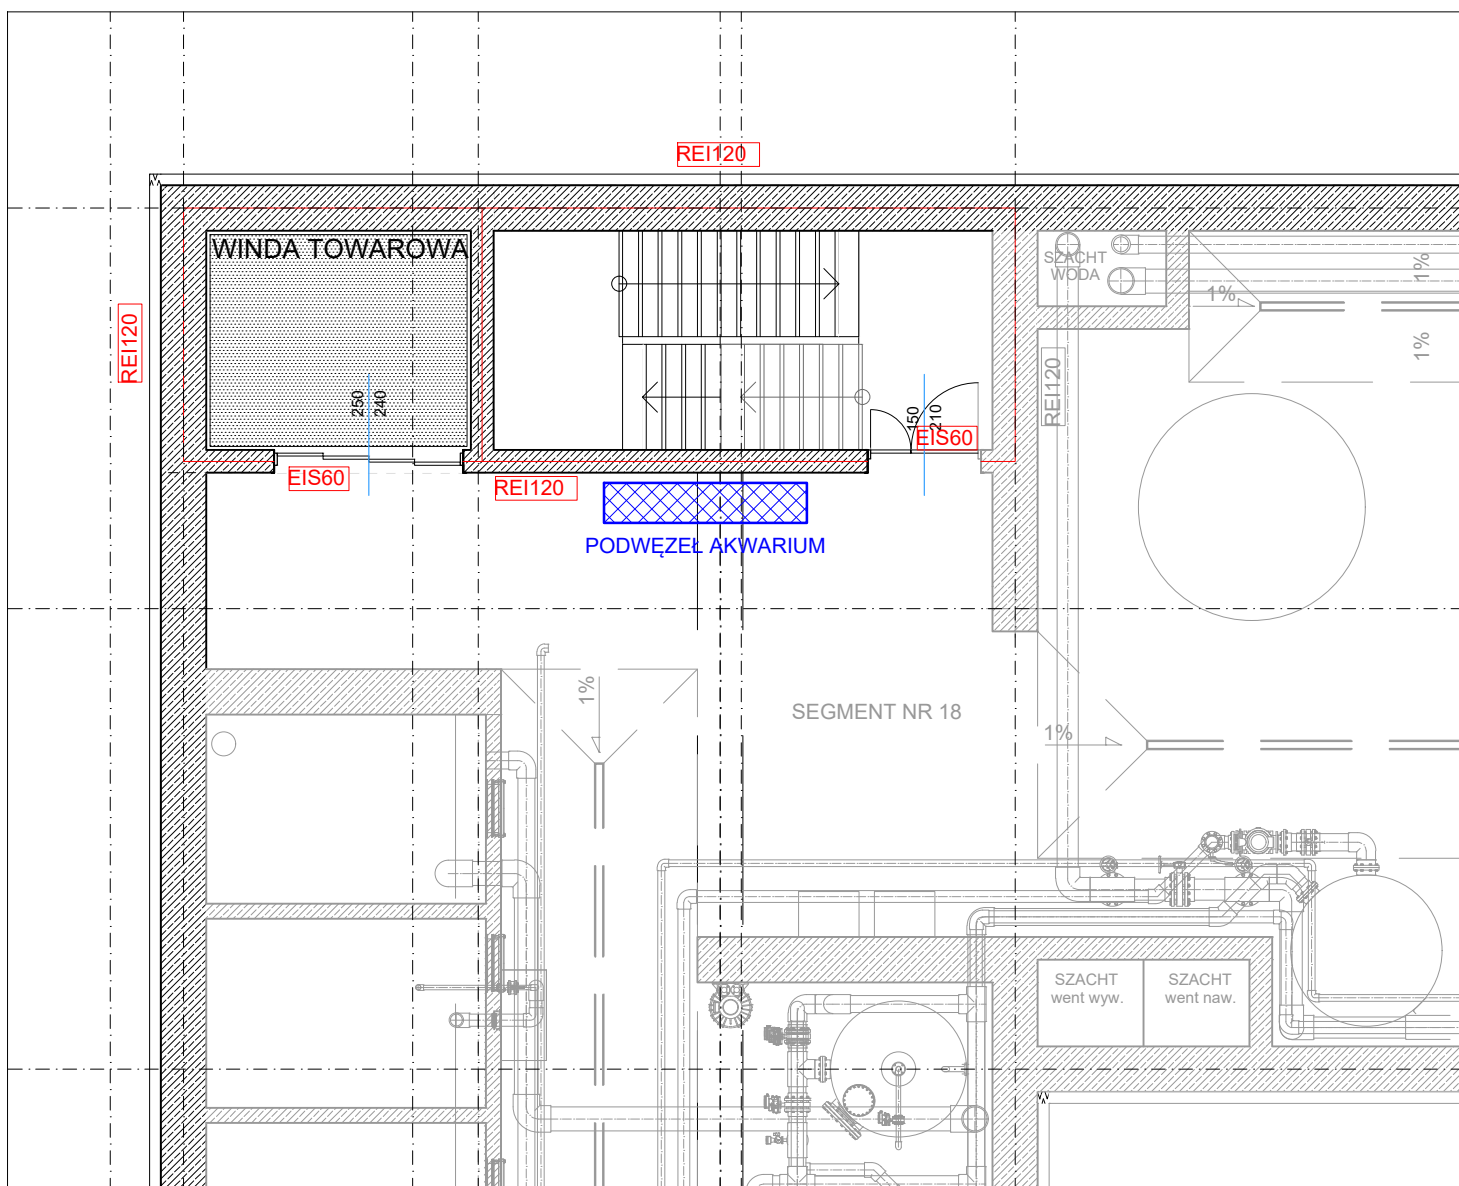 REI120
WINDA TOWAROWA
SZACHT
WODA
1%
1%
1%
REI120
REI120
250
240
150
210
EIS60
EIS60
REI120
PODWĘZEŁ AKWARIUM
1%
SEGMENT NR 18
1%
SZACHT
went wyw.
SZACHT
went naw.